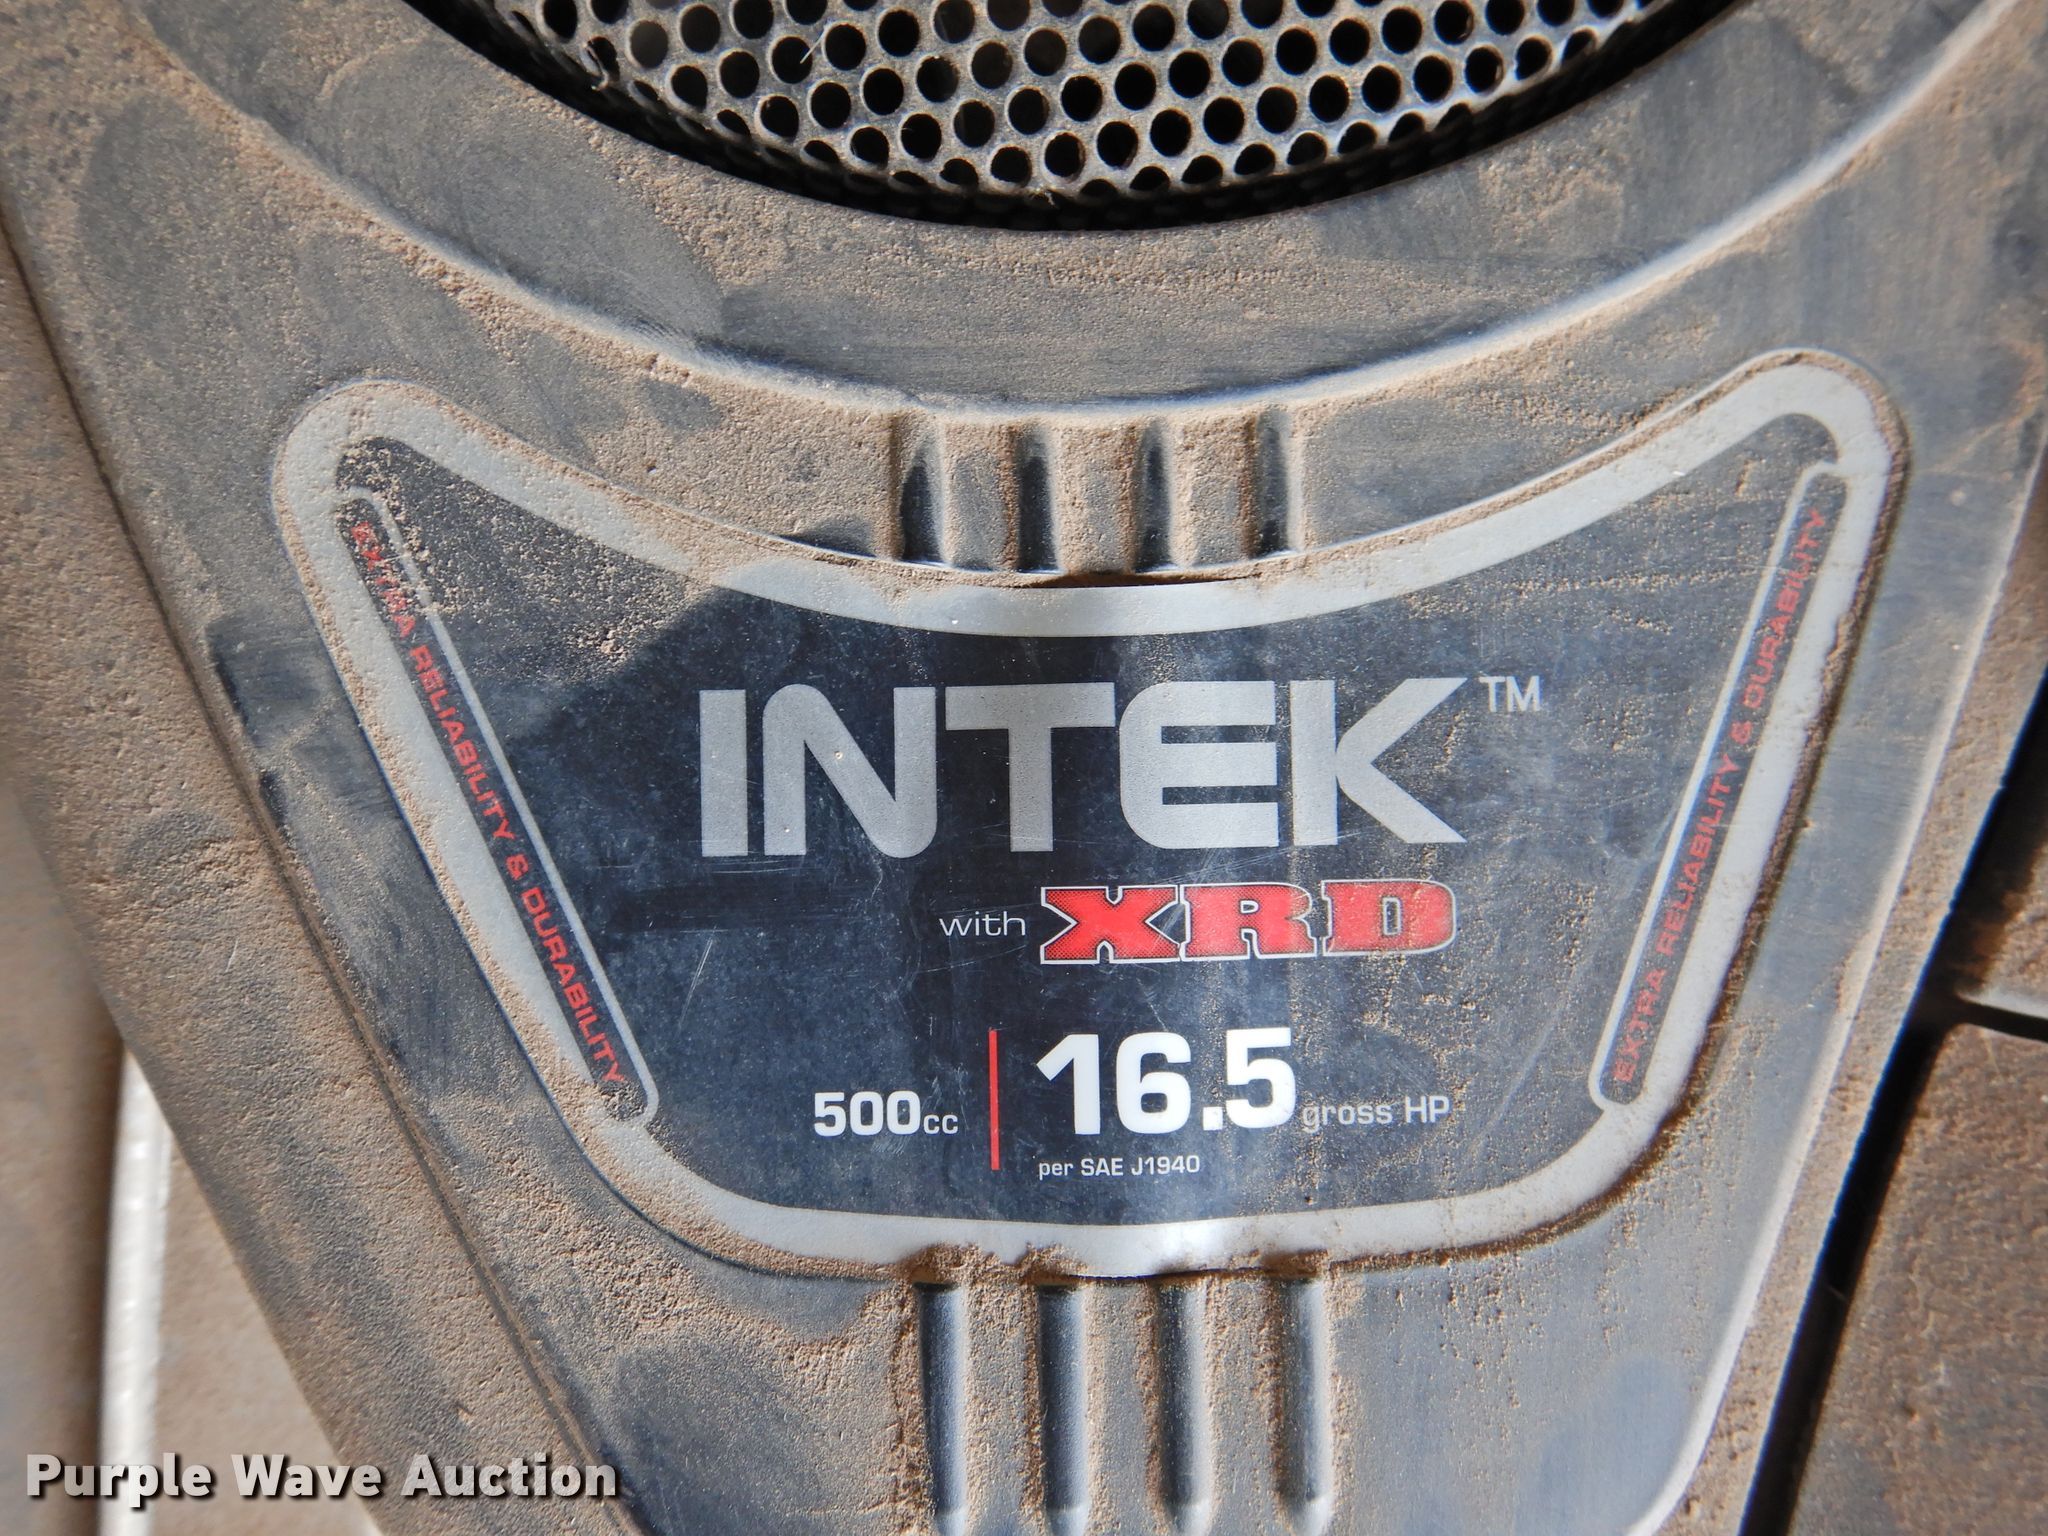 INTEK™
with XRD
500cc
16.5 gross HP
per SAE J1940
EXTRA RELIABILITY & DURABILITY
EXTRA RELIABILITY & DURABILITY
Purple Wave Auction